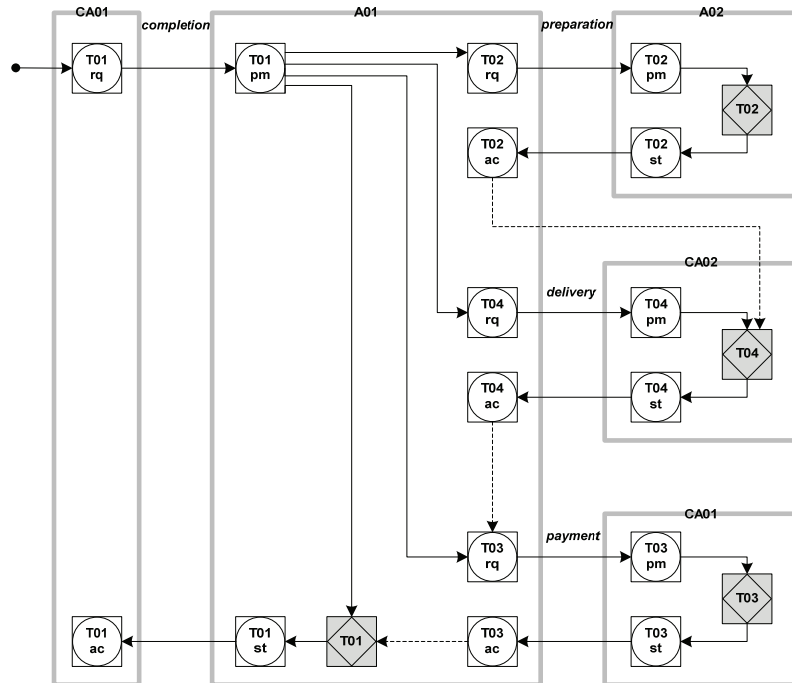 CA01
completion
A01
preparation
A02
T01
rq
T01
pm
T02
rq
T02
pm
T02
T02
ac
T02
st
CA02
delivery
T04
rq
T04
pm
T04
T04
ac
T04
st
CA01
payment
T03
rq
T03
pm
T03
T01
ac
T01
st
T01
T03
ac
T03
st